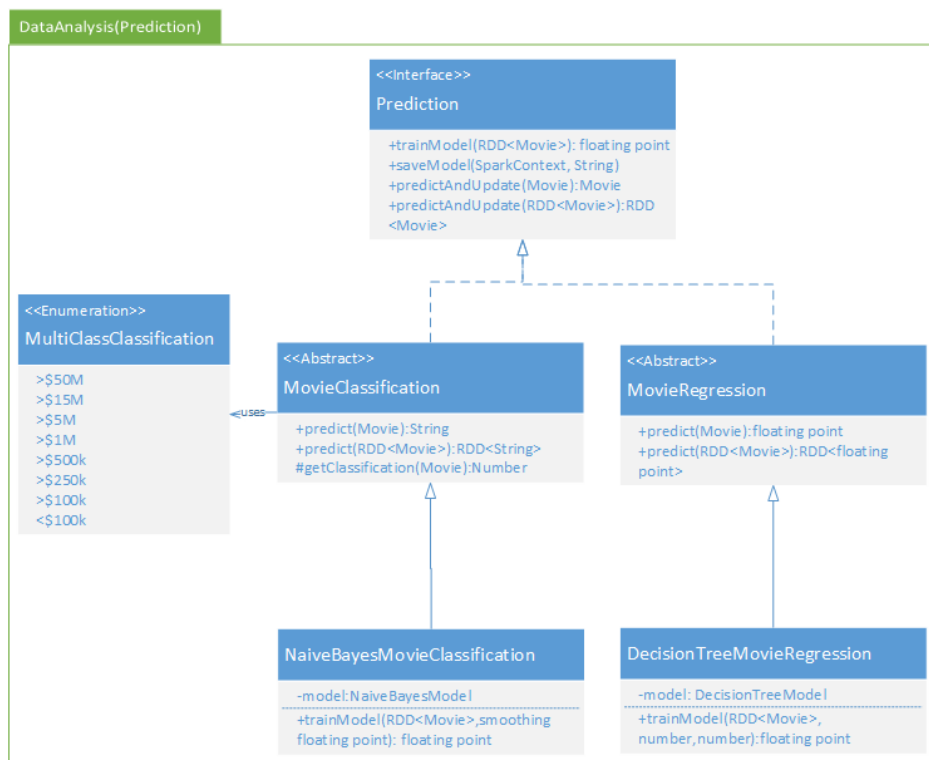 DataAnalysis(Prediction)
<<Interface>>
Prediction
+trainModel(RDD<Movie>): floating point
+saveModel(SparkContext, String)
+predictAndUpdate(Movie):Movie
+predictAndUpdate(RDD<Movie>):RDD
<Movie>
<<Enumeration>>
MultiClassClassification
>$50M
>$15M
>$5M
>$1M
>$500k
>$250k
>$100k
<$100k
uses
<<Abstract>>
MovieClassification
+predict(Movie):String
+predict(RDD<Movie>):RDD<String>
#getClassification(Movie):Number
<<Abstract>>
MovieRegression
+predict(Movie):floating point
+predict(RDD<Movie>):RDD<floating
point>
NaiveBayesMovieClassification
-model:NaiveBayesModel
+trainModel(RDD<Movie>,smoothing
floating point): floating point
DecisionTreeMovieRegression
-model: DecisionTreeModel
+trainModel(RDD<Movie>,
number,number):floating point